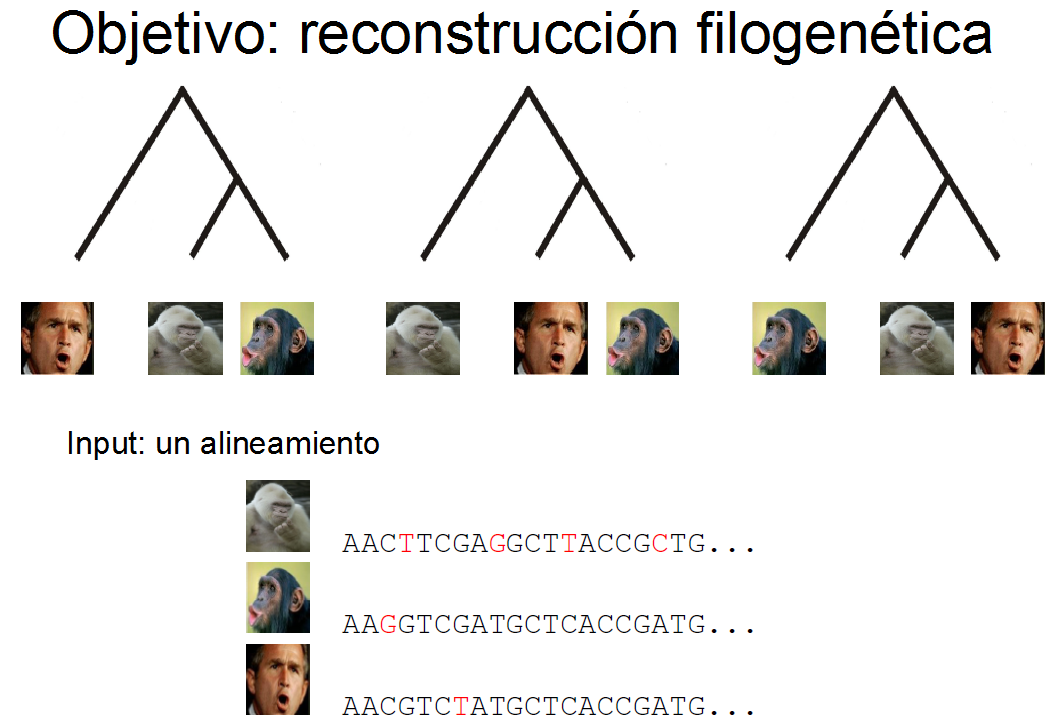 Objetivo: reconstrucción filogenética
Input: un alineamiento
AACTTCGAGGCTTACCGCTG...
AAGGTCGATGCTCACCGATG...
AACGTCTATGCTCACCGATG...